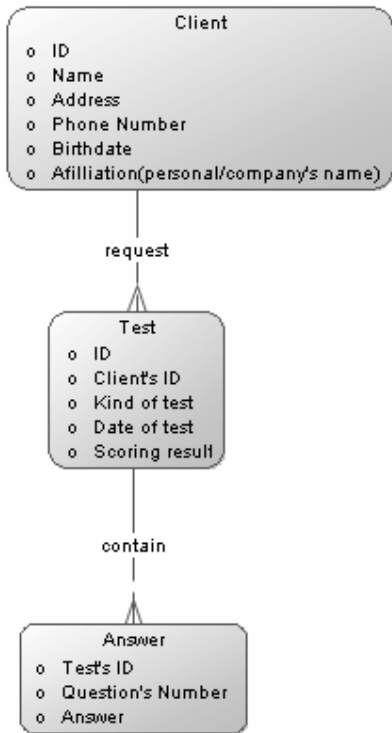 Client
o ID
o Name
o Address
o Phone Number
o Birthdate
o Afilliation(personal/company's name)
request
Test
o ID
o Client's ID
o Kind of test
o Date of test
o Scoring result
contain
Answer
o Test's ID
o Question's Number
o Answer